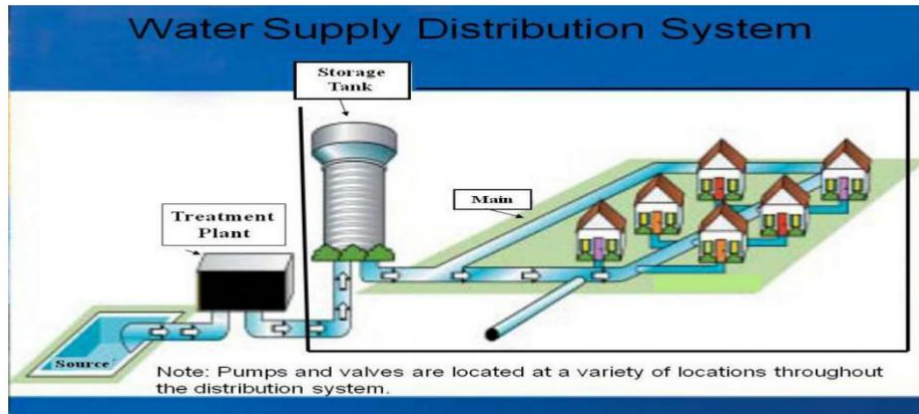 Water Supply Distribution System
Storage
Tank
Main
Treatment
Plant
Source
Note: Pumps and valves are located at a variety of locations throughout
the distribution system.